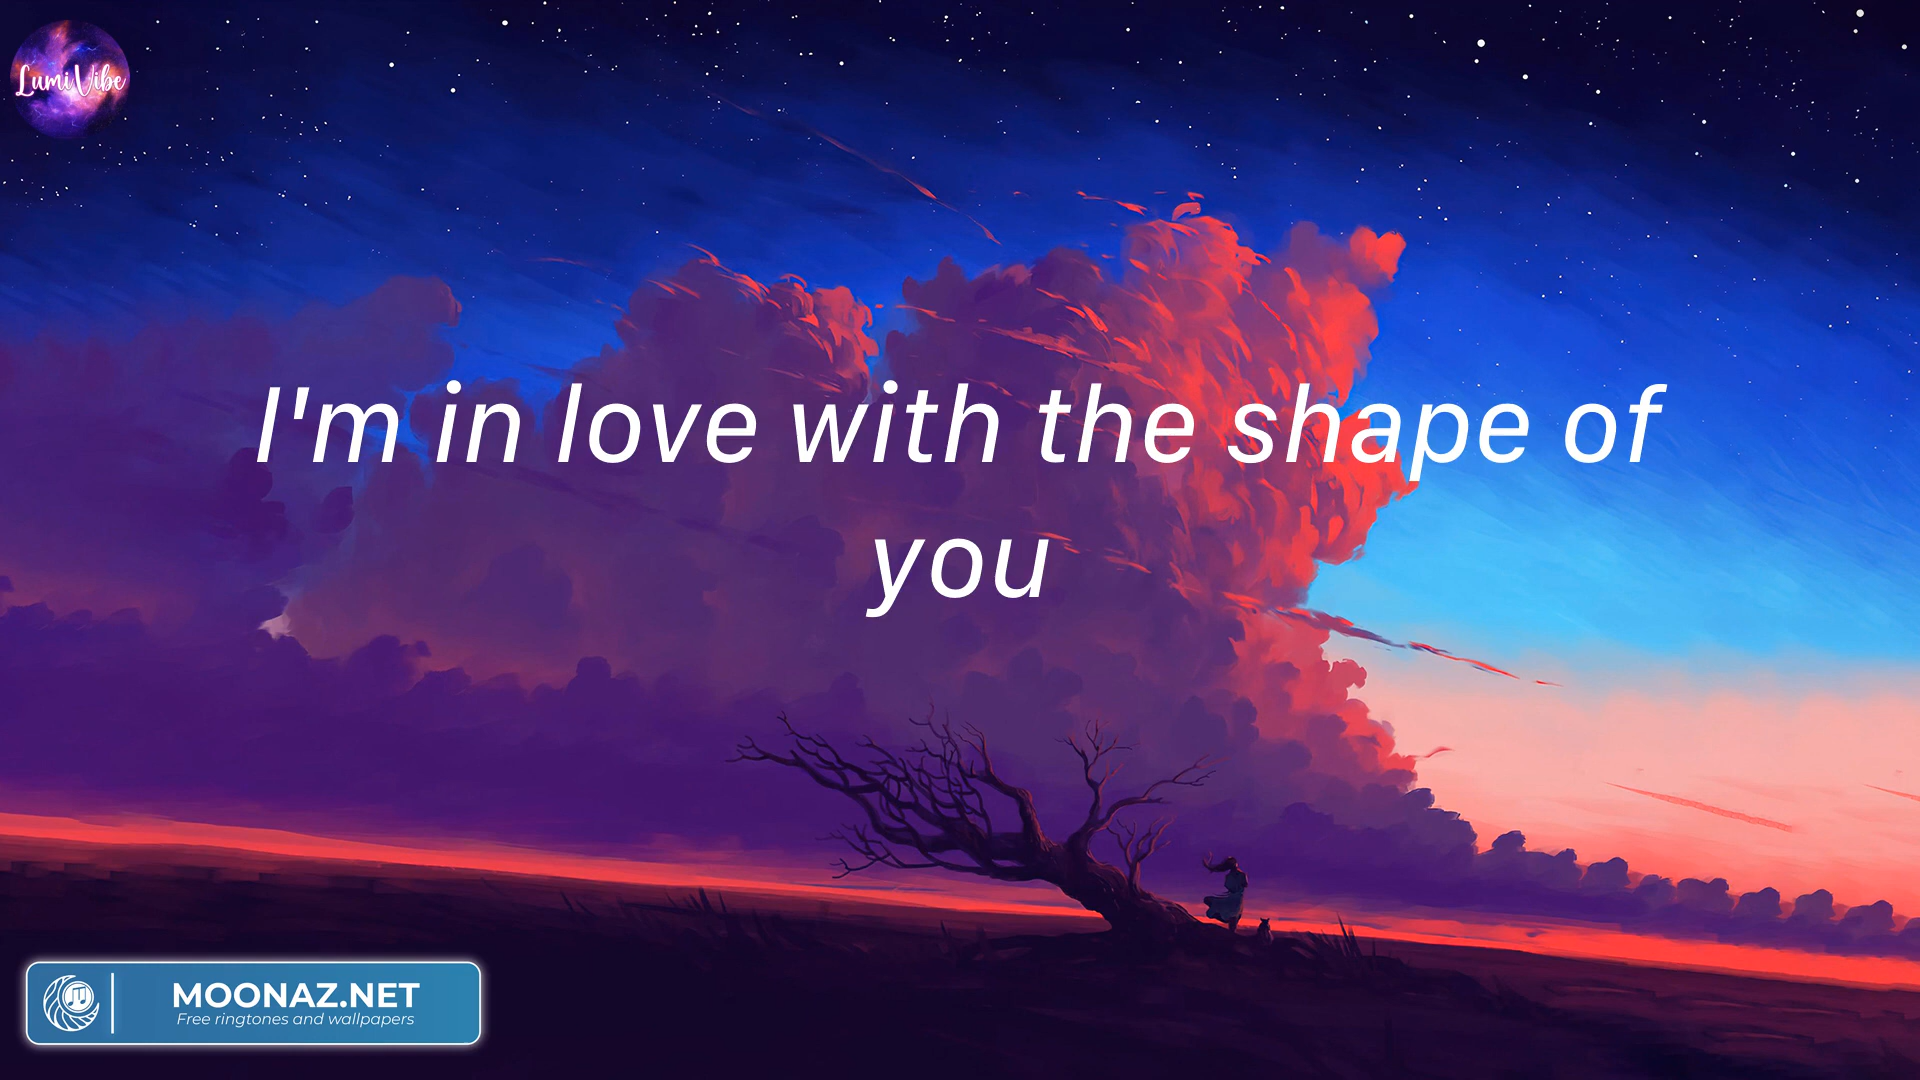 LumiVibe
I'm in love with the shape of
you
MOONAZ.NET
Free ringtones and wallpapers